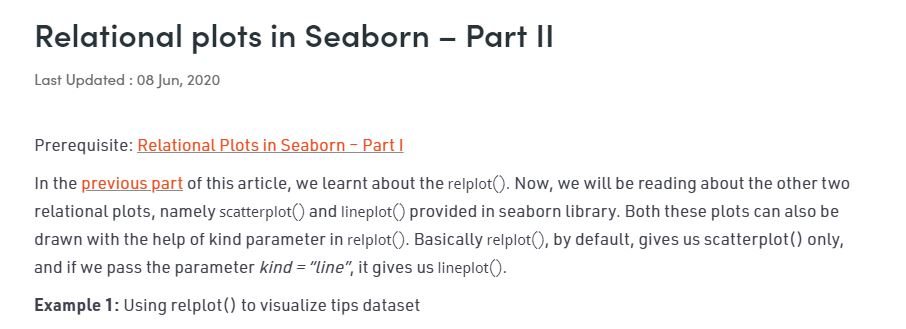 Relational plots in Seaborn – Part II
Last Updated : 08 Jun, 2020
Prerequisite: Relational Plots in Seaborn – Part I
In the previous part of this article, we learnt about the relplot(). Now, we will be reading about the other two
relational plots, namely scatterplot() and lineplot() provided in seaborn library. Both these plots can also be
drawn with the help of kind parameter in relplot(). Basically relplot(), by default, gives us scatterplot() only,
and if we pass the parameter kind = “line”, it gives us lineplot().
Example 1: Using relplot() to visualize tips dataset